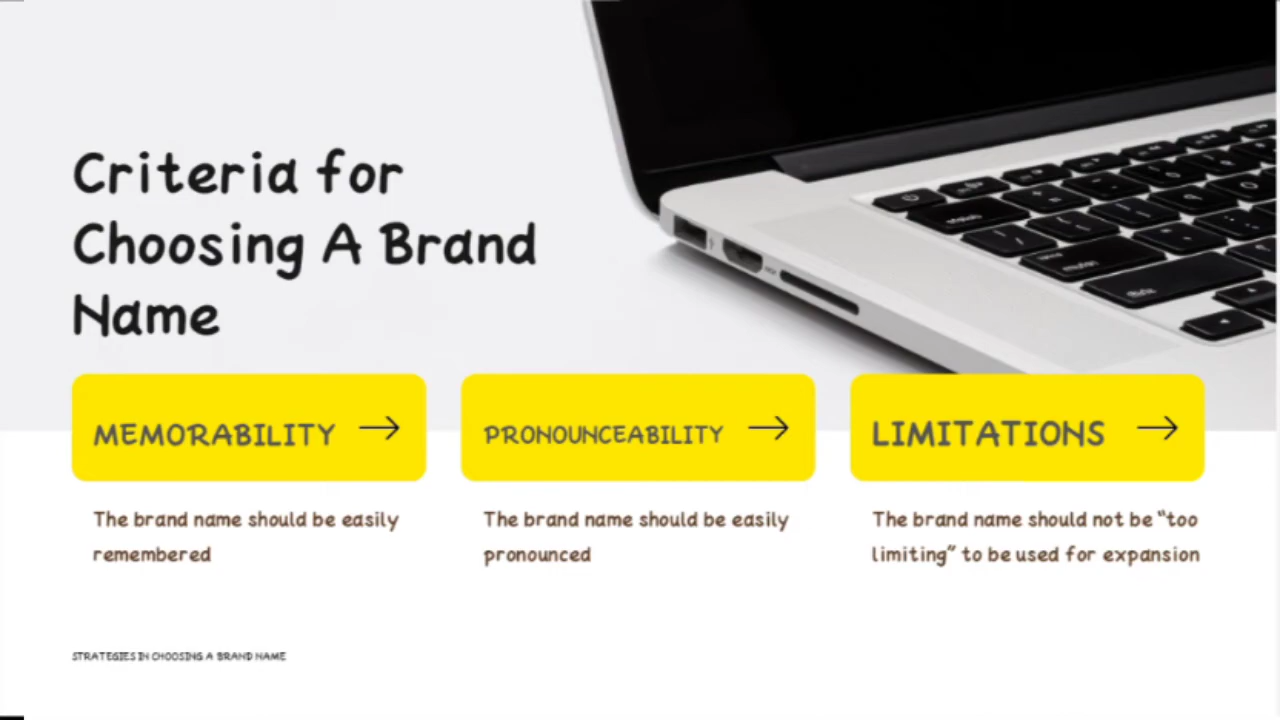 Criteria for
Choosing A Brand
Name
MEMORABILITY
The brand name should be easily
remembered
PRONOUNCEABILITY
The brand name should be easily
pronounced
LIMITATIONS
The brand name should not be “too
limiting” to be used for expansion
STRATEGIES IN CHOOSING A BRAND NAME